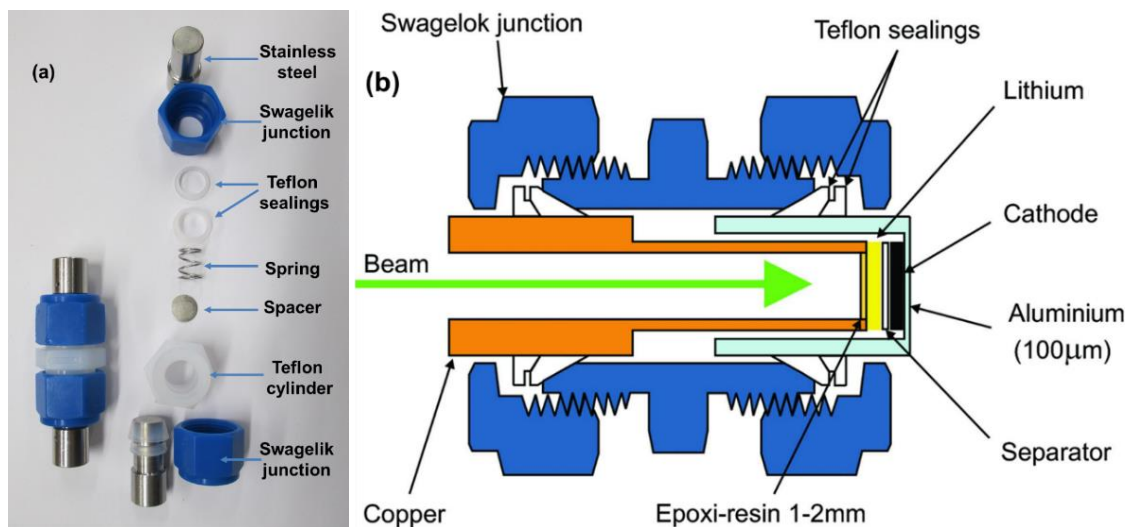 (a)
Stainless
steel
Swagelik
junction
Teflon
sealings
Spring
Spacer
Teflon
cylinder
Swagelik
junction
(b)
Swagelok junction
Teflon sealings
Lithium
Cathode
Beam
Aluminium
(100μm)
Separator
Copper
Epoxi-resin 1-2mm